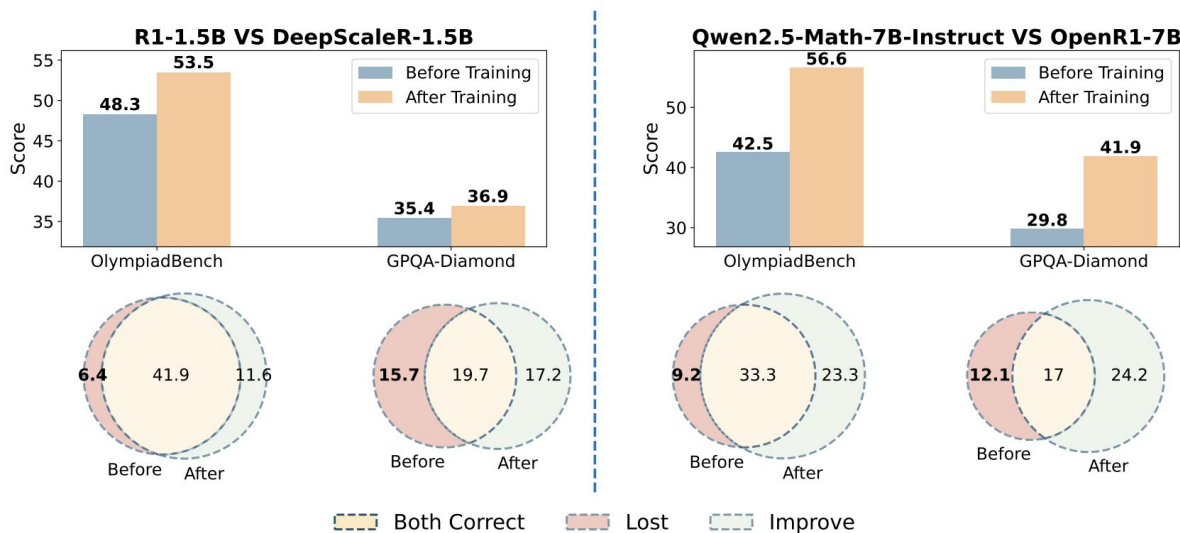 R1-1.5B VS DeepScaleR-1.5B
55
50
45
40
35
Score
48.3
53.5
35.4
36.9
Before Training
After Training
OlympiadBench
GPQA-Diamond
6.4
41.9
11.6
Before
After
15.7
19.7
17.2
Before
After
Qwen2.5-Math-7B-Instruct VS OpenR1-7B
50
40
30
Score
42.5
56.6
29.8
41.9
Before Training
After Training
OlympiadBench
GPQA-Diamond
9.2
33.3
23.3
Before
After
12.1
17
24.2
Before
After
Both Correct
Lost
Improve